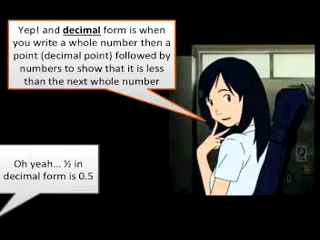 Yep! and decimal form is when
you write a whole number then a
point (decimal point) followed by
numbers to show that it is less
than the next whole number
Oh yeah... ½ in
decimal form is 0.5